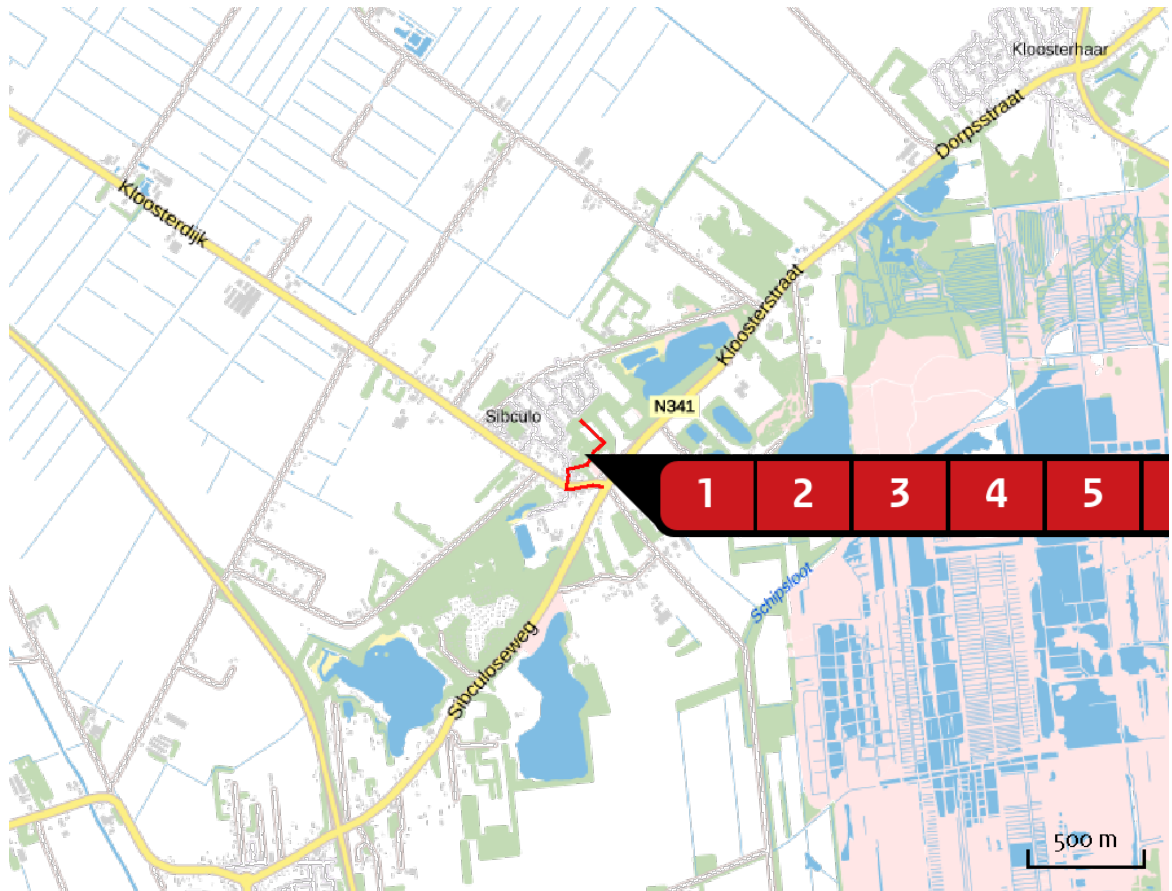 Kloosterhaar
Dorpsstraat
Kloosterdijk
Kloosterstraat
N341
Sibculo
1 2 3 4 5
Schipsloot
Sibculoseweg
500 m